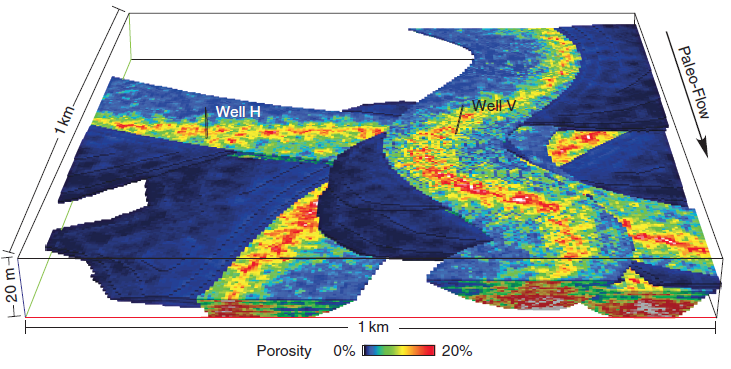 Paleo-Flow
1 km
Well H
Well V
20 m
1 km
Porosity 0% 20%